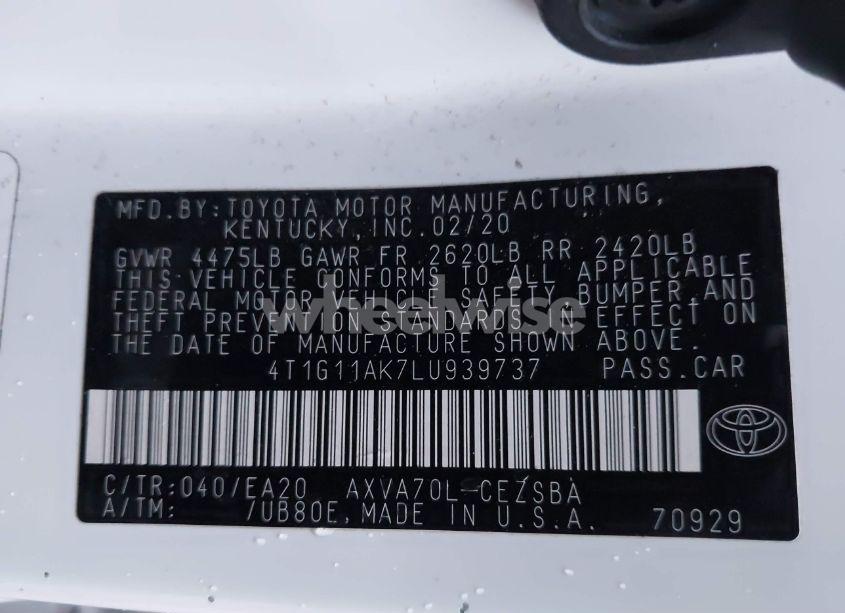 MFD.BY:TOYOTA MOTOR MANUFACTURING,
KENTUCKY,INC.02/20
GVWR 4475LB GAWR FR 2620LB RR 2420LB
THIS VEHICLE CONFORMS TO ALL APPLICABLE
FEDERAL MOTOR VEHICLE SAFETY,BUMPER,AND
THEFT PREVENTION STANDARDS IN EFFECT ON
THE DATE OF MANUFACTURE SHOWN ABOVE.
wheelwise
4T1G11AK7LU939737 PASS.CAR
C/TR:040/EA20 AXVA70L-CEZSBA
A/TM: /UB80E,MADE IN U.S.A. 70929